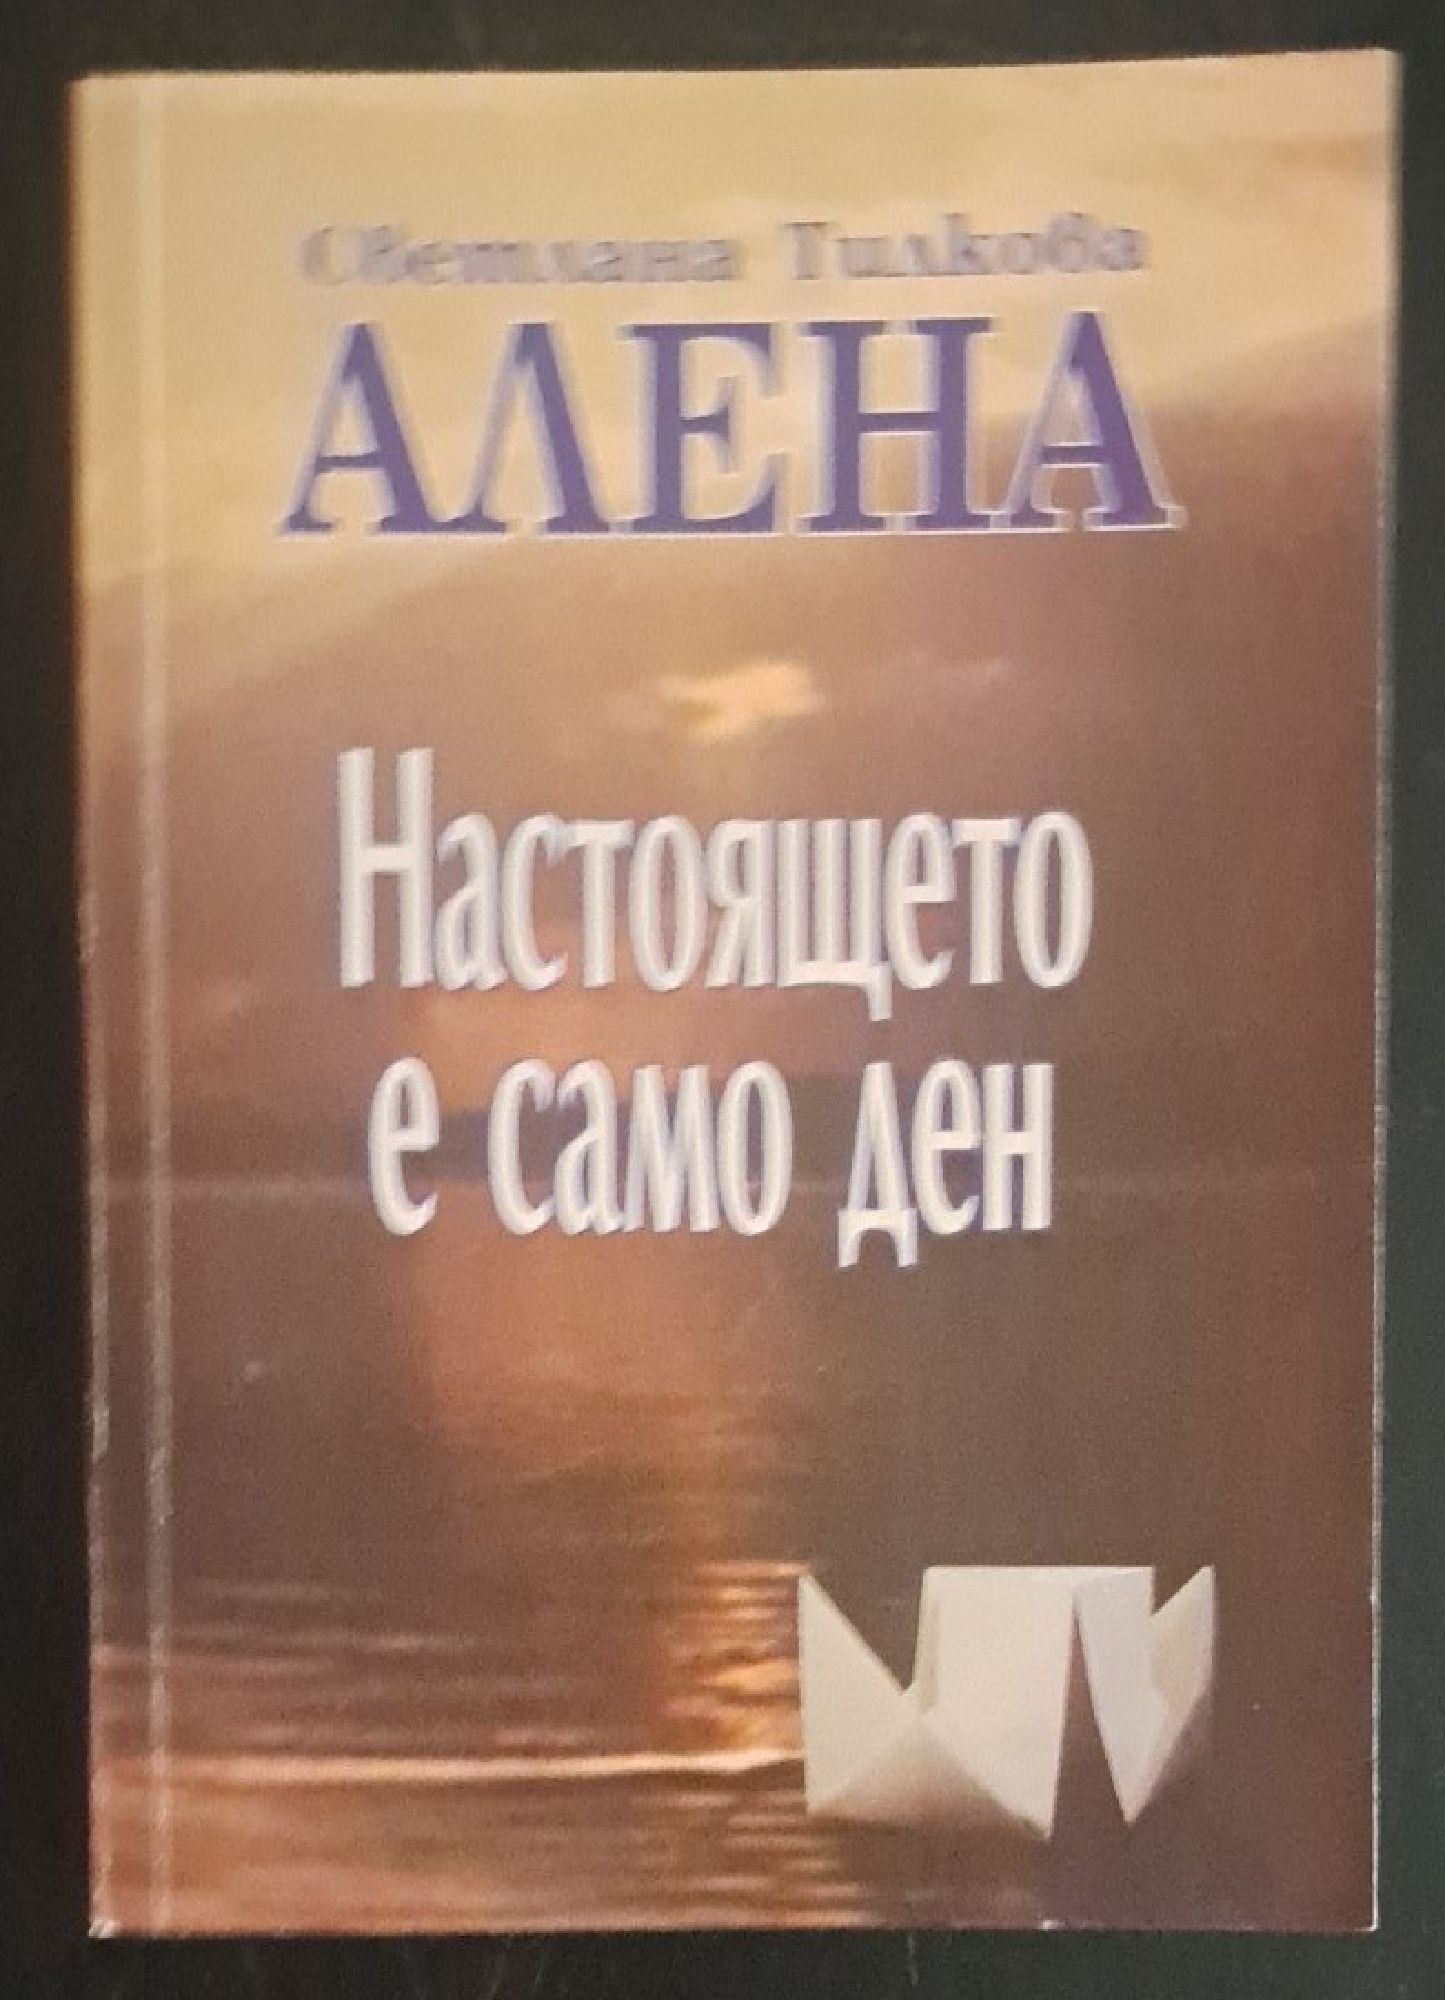 Светлана Тилкова
АЛЕНА
Настоящето
е само ден